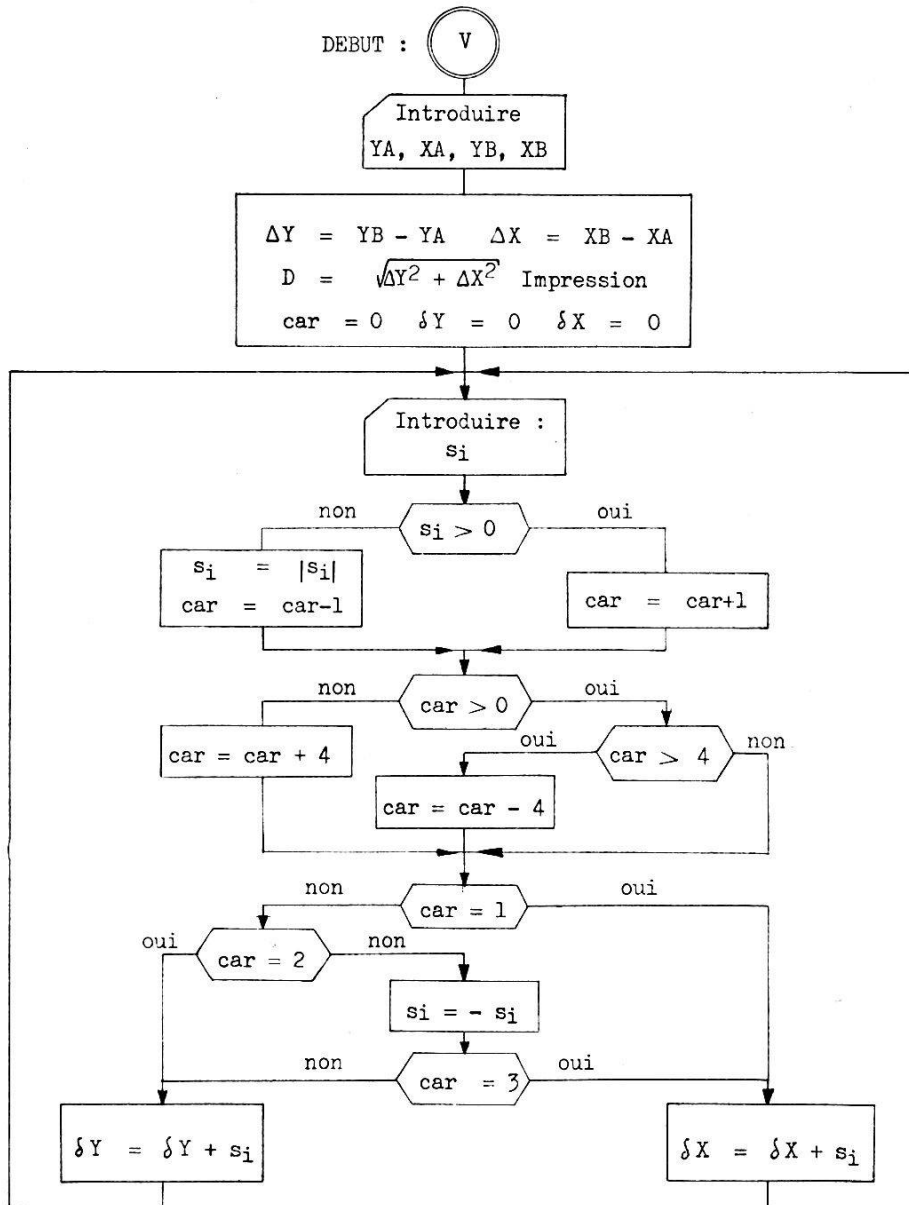 DEBUT : V
Introduire
YA, XA, YB, XB
ΔY = YB - YA ΔX = XB - XA
D = √ΔY² + ΔX² Impression
car = 0 δY = 0 δX = 0
Introduire :
si
non
si > 0
oui
si = |si|
car = car-1
car = car+1
non
car > 0
oui
car = car + 4
oui
car > 4
non
car = car - 4
non
car = 1
oui
oui
car = 2
non
si = - si
non
car = 3
oui
δY = δY + si
δX = δX + si